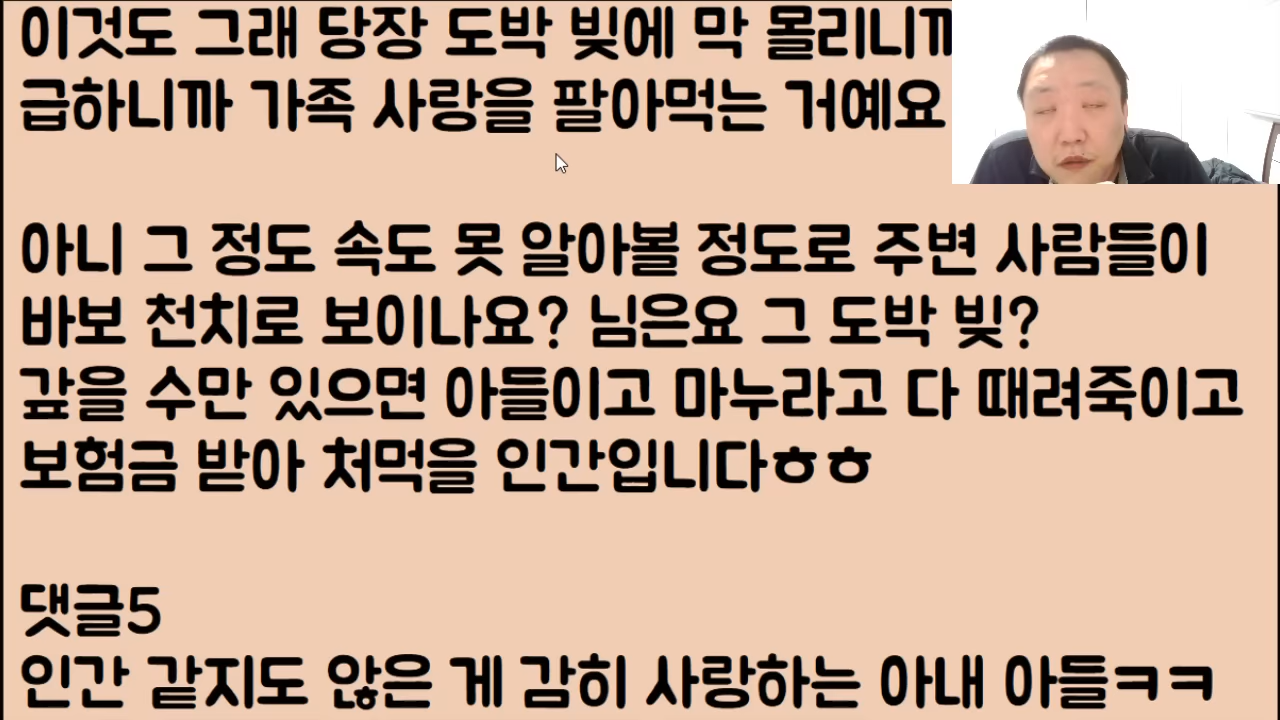 이것도 그래 당장 도박 빚에 막 몰리니까
급하니까 가족 사랑을 팔아먹는 거예요
아니 그 정도 속도 못 알아볼 정도로 주변 사람들이
바보 천치로 보이나요? 님은요 그 도박 빚?
갚을 수만 있으면 아들이고 마누라고 다 때려죽이고
보험금 받아 처먹을 인간입니다ㅎㅎ
댓글5
인간 같지도 않은 게 감히 사랑하는 아내 아들ㅋㅋ